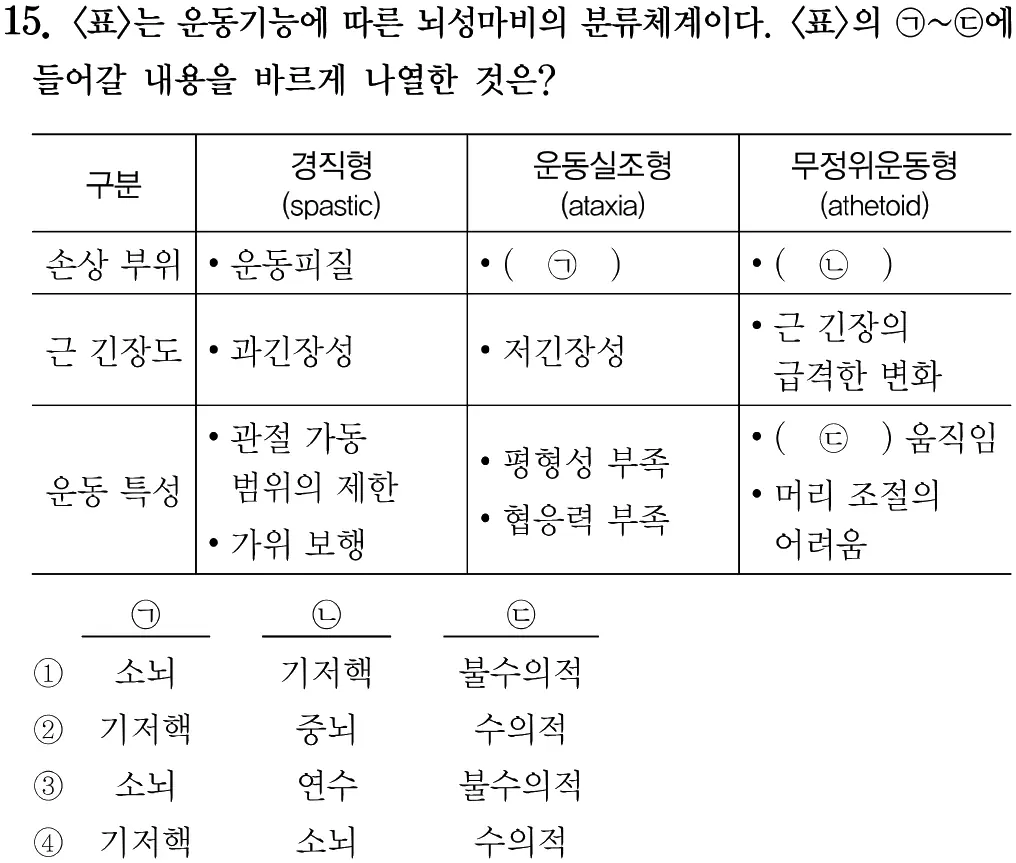 15. 〈표〉는 운동기능에 따른 뇌성마비의 분류체계이다. 〈표〉의 ㉠~㉢에
들어갈 내용을 바르게 나열한 것은?
구분 경직형 (spastic) 운동실조형 (ataxia) 무정위운동형 (athetoid)
손상 부위 • 운동피질 • ( ㉠ ) • ( ㉡ )
근 긴장도 • 과긴장성 • 저긴장성 • 근 긴장의 급격한 변화
운동 특성 • 관절 가동 범위의 제한 • 가위 보행 • 평형성 부족 • 협응력 부족 • ( ㉢ ) 움직임 • 머리 조절의 어려움
㉠ ㉡ ㉢
① 소뇌 기저핵 불수의적
② 기저핵 중뇌 수의적
③ 소뇌 연수 불수의적
④ 기저핵 소뇌 수의적